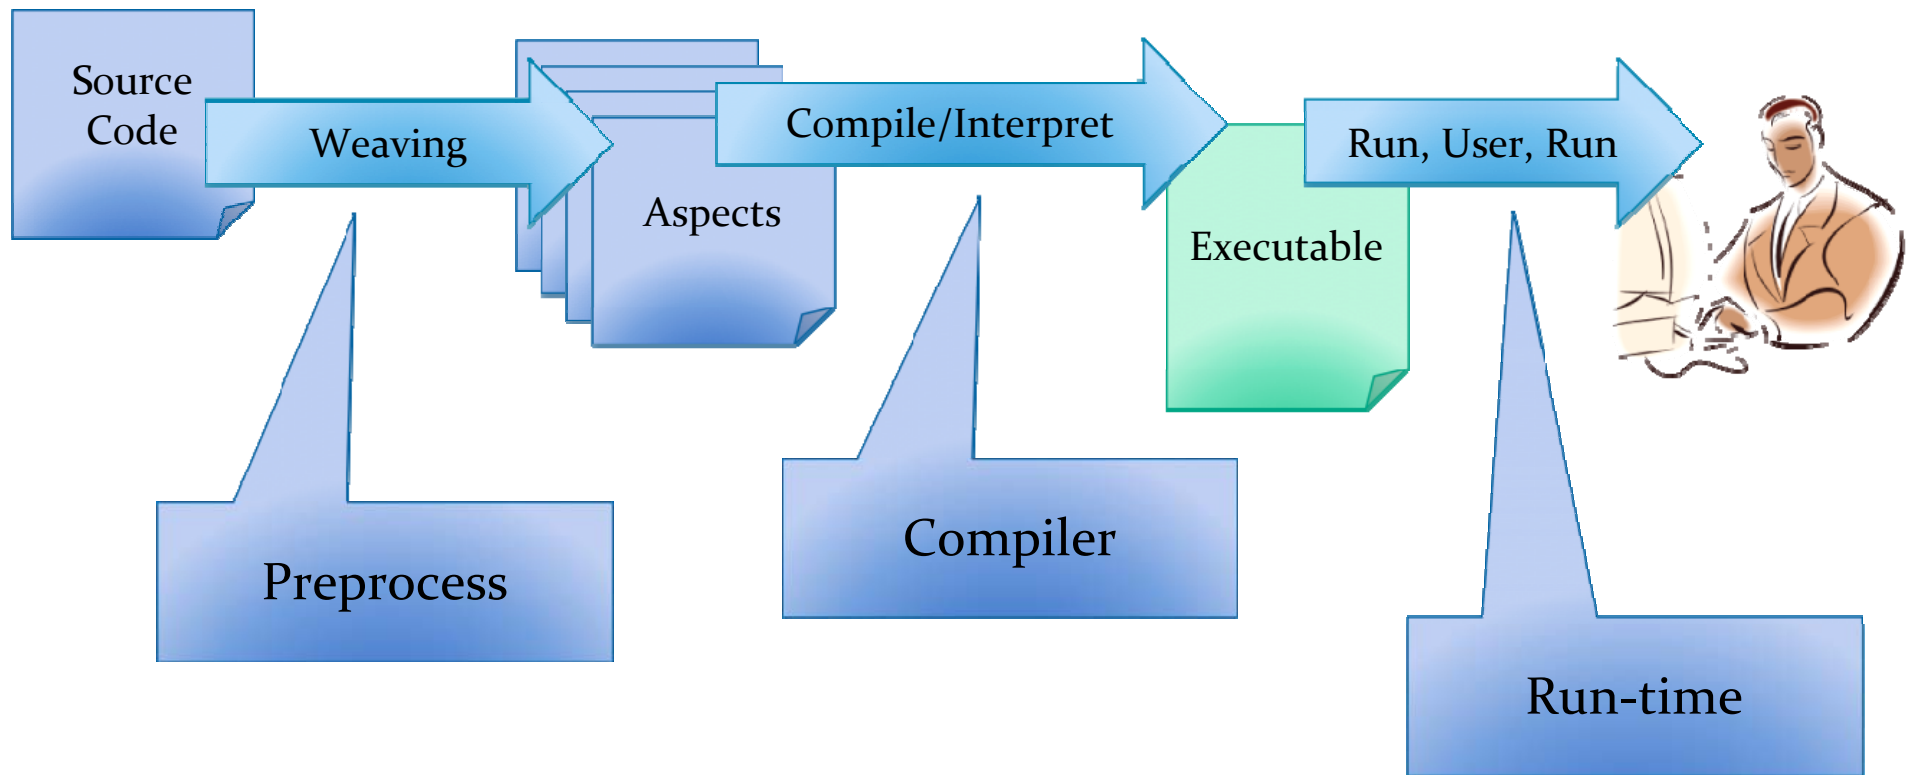 Source
Code
Weaving
Aspects
Compile/Interpret
Executable
Run, User, Run
Preprocess
Compiler
Run-time